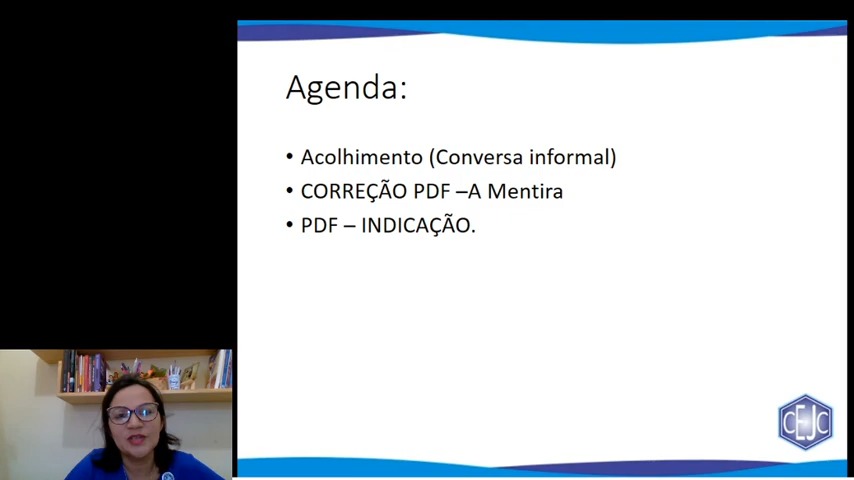 Agenda:
• Acolhimento (Conversa informal)
• CORREÇÃO PDF –A Mentira
• PDF – INDICAÇÃO.
CEJC